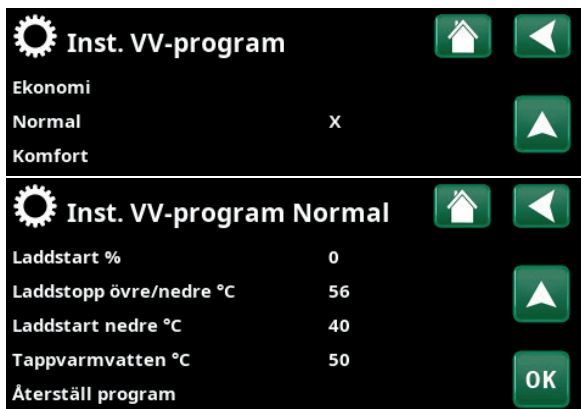 Inst. VV-program
Ekonomi
Normal X
Komfort
Inst. VV-program Normal
Laddstart % 0
Laddstopp övre/nedre °C 56
Laddstart nedre °C 40
Tappvarmvatten °C 50
Återställ program
OK